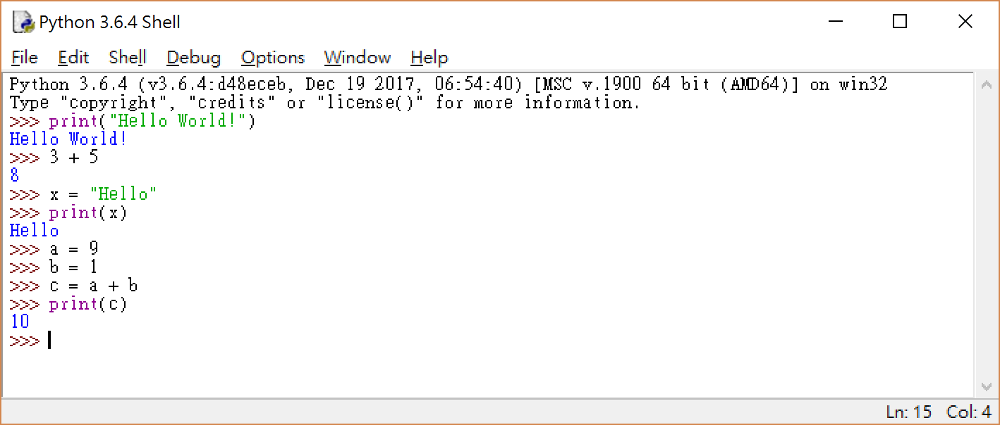 Python 3.6.4 Shell
File Edit Shell Debug Options Window Help
Python 3.6.4 (v3.6.4:d48eceb, Dec 19 2017, 06:54:40) [MSC v.1900 64 bit (AMD64)] on win32
Type "copyright", "credits" or "license()" for more information.
>>> print("Hello World!")
Hello World!
>>> 3 + 5
8
>>> x = "Hello"
>>> print(x)
Hello
>>> a = 9
>>> b = 1
>>> c = a + b
>>> print(c)
10
>>>
Ln: 15 Col: 4